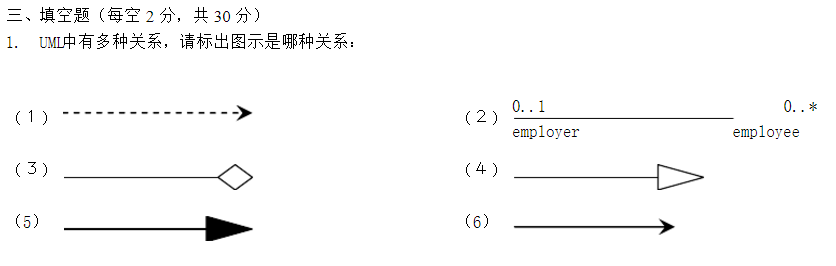 三、填空题（每空 2 分，共 30 分）
1. UML中有多种关系，请标出图示是哪种关系：
（1）
（2） 0..1 0..*
employer employee
（3） （4）
（5） （6）